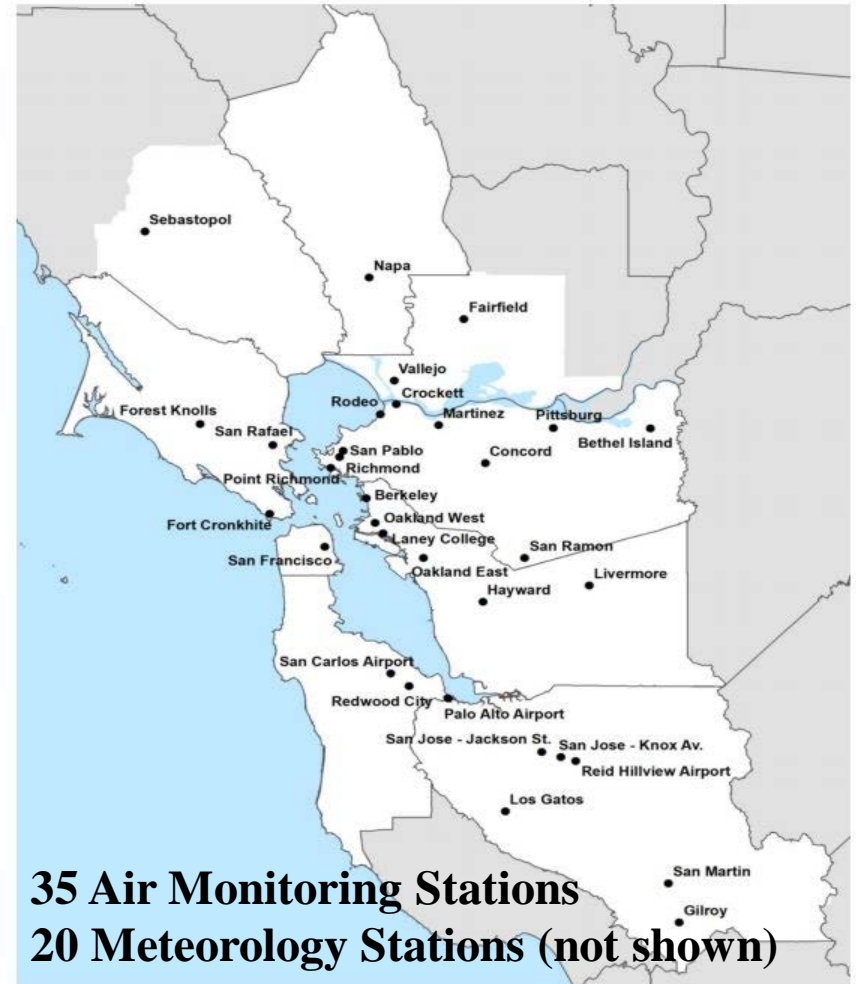 Sebastopol
Napa
Fairfield
Vallejo
Crockett
Rodeo
Martinez
Pittsburg
Forest Knolls
San Rafael
Bethel Island
San Pablo
Concord
Richmond
Point Richmond
Berkeley
Fort Cronkhite
Oakland West
Laney College
San Francisco
San Ramon
Oakland East
Livermore
Hayward
San Carlos Airport
Redwood City
Palo Alto Airport
San Jose - Jackson St.
San Jose - Knox Av.
Reid Hillview Airport
Los Gatos
San Martin
Gilroy
35 Air Monitoring Stations
20 Meteorology Stations (not shown)